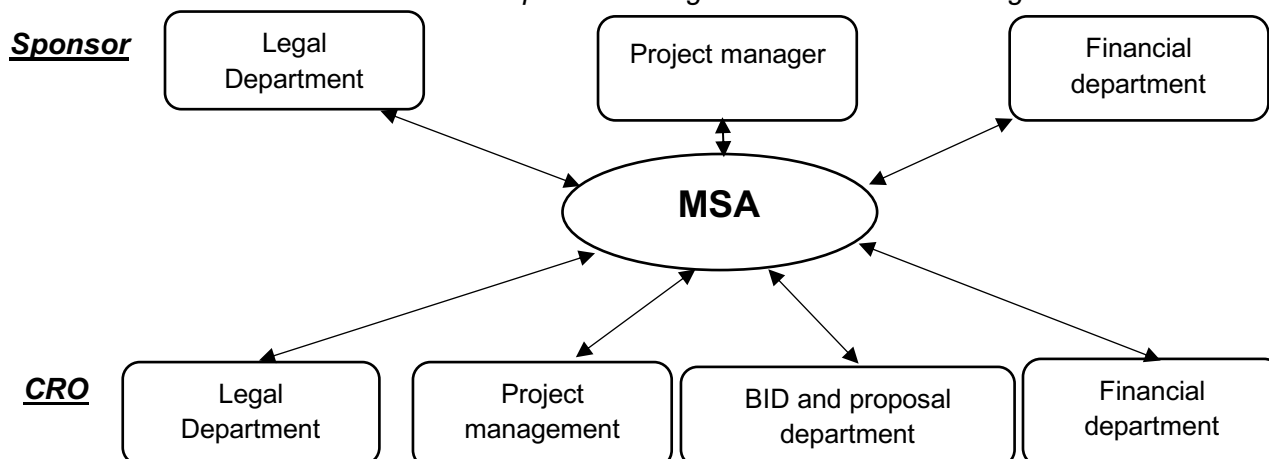 Sponsor
Legal
Department
Project manager
Financial
department
MSA
CRO
Legal
Department
Project
management
BID and proposal
department
Financial
department